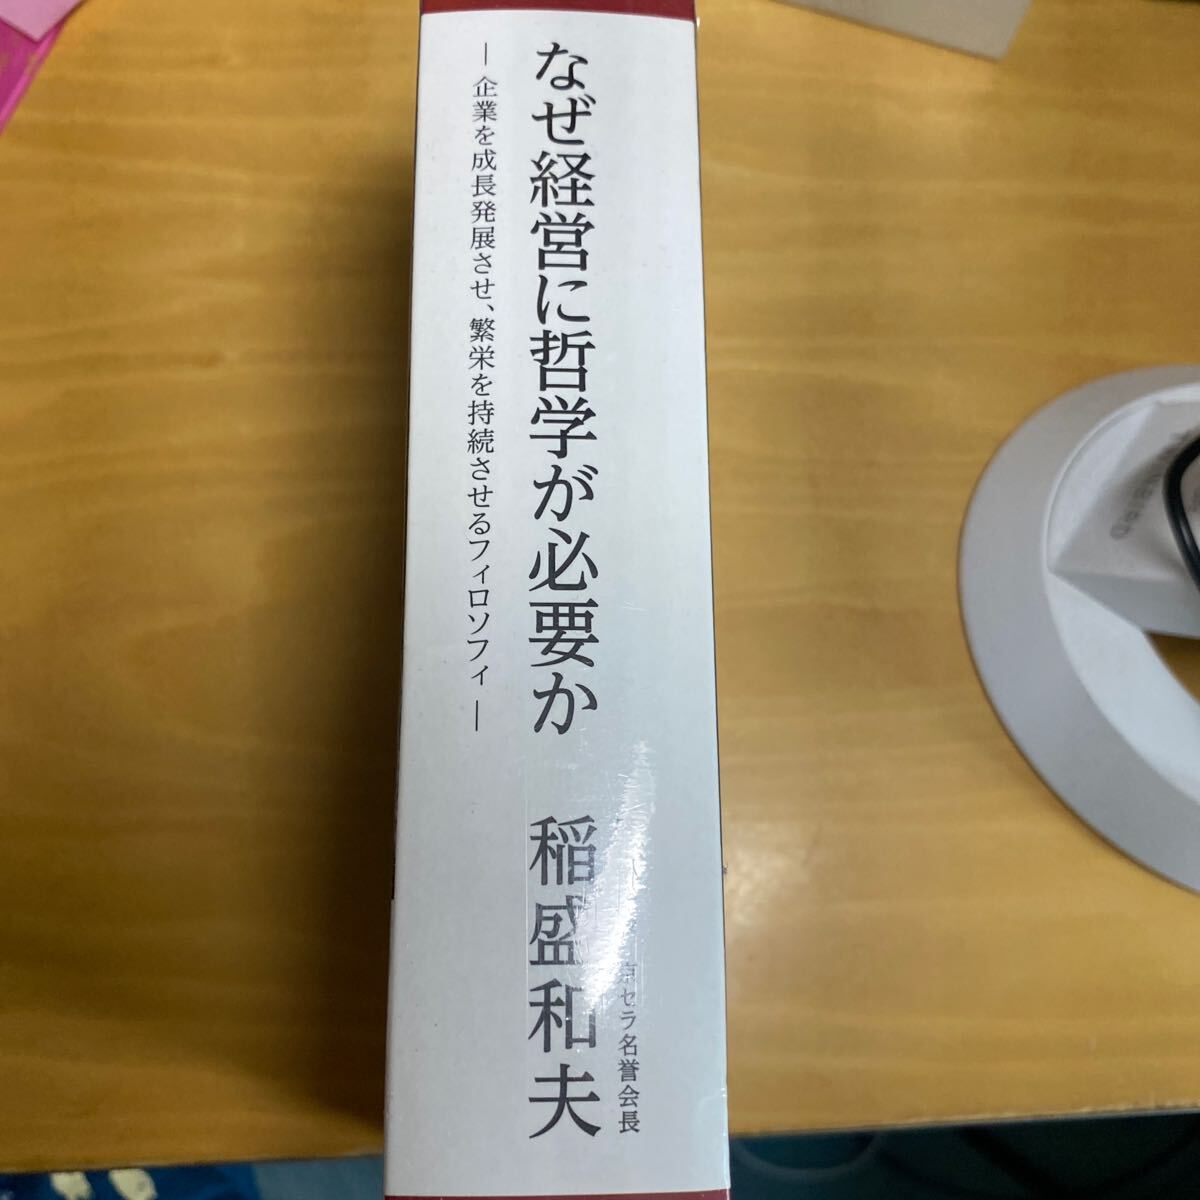 なぜ経営に哲学が必要か
― 企業を成長発展させ、繁栄を持続させるフィロソフィ ―
京セラ名誉会長
稲盛和夫